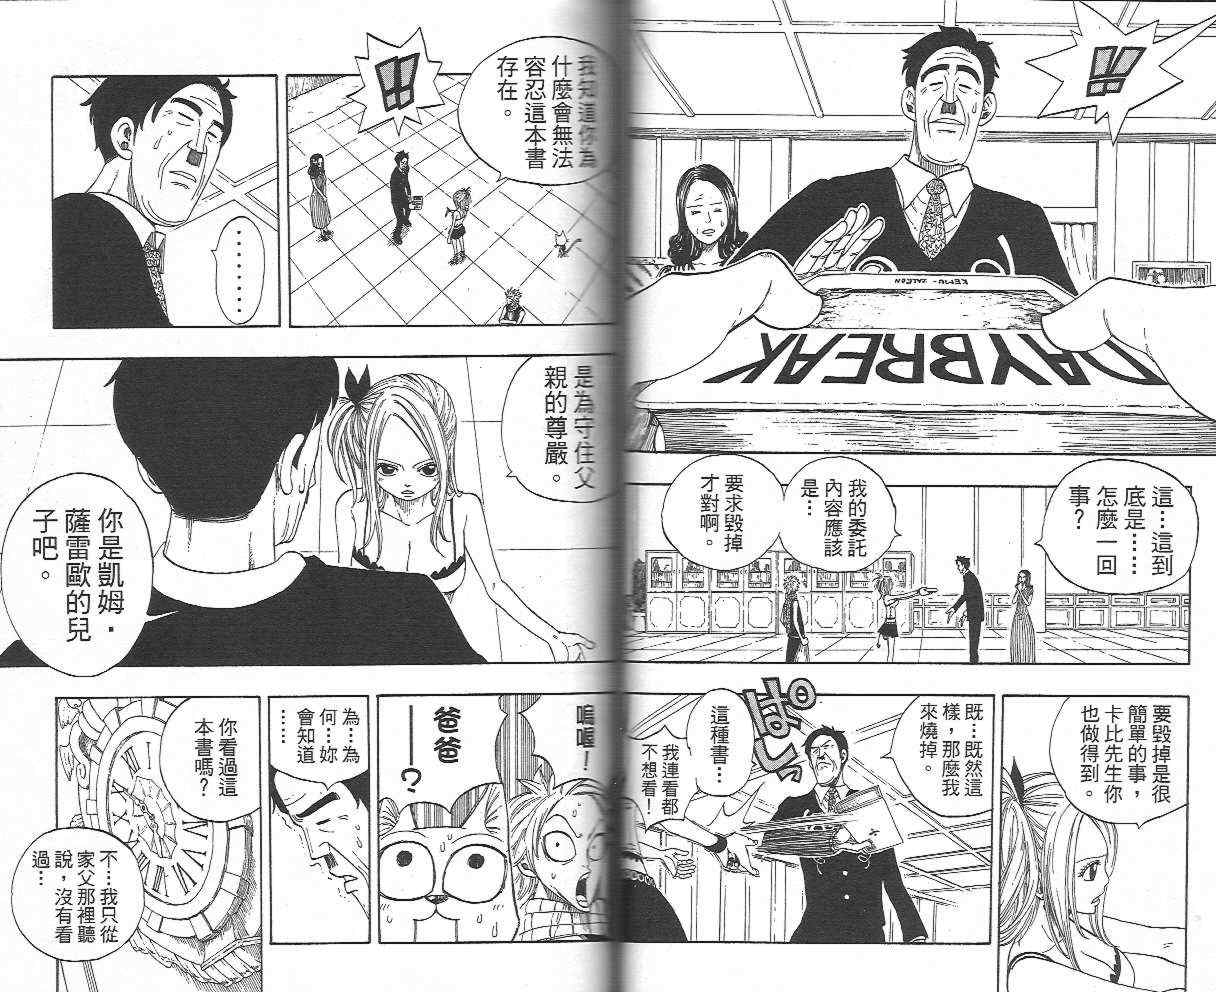 !!
KEMU-ZALEON
DAYBREAK
這…這到
底是……
怎麼一回
事?
我的委託
內容應該
是…
要求毀掉
才對啊。
要毀掉是很
簡單的事，
卡比先生你
也做得到。
既…既然這
樣，那麼我
來燒掉。
ぱしっ
這種書…
我連看都
不想看!
我知道你為
什麼會無法
容忍這本書
存在。
!!!
………
是為守住父
親的尊嚴。
你是凱姆·
薩雷歐的兒
子吧。
嗚喔!
爸爸
——?
為…為
何…妳
會知道
……
你看過這
本書嗎?
不…我只從
家父那裡聽
說，沒有看
過…